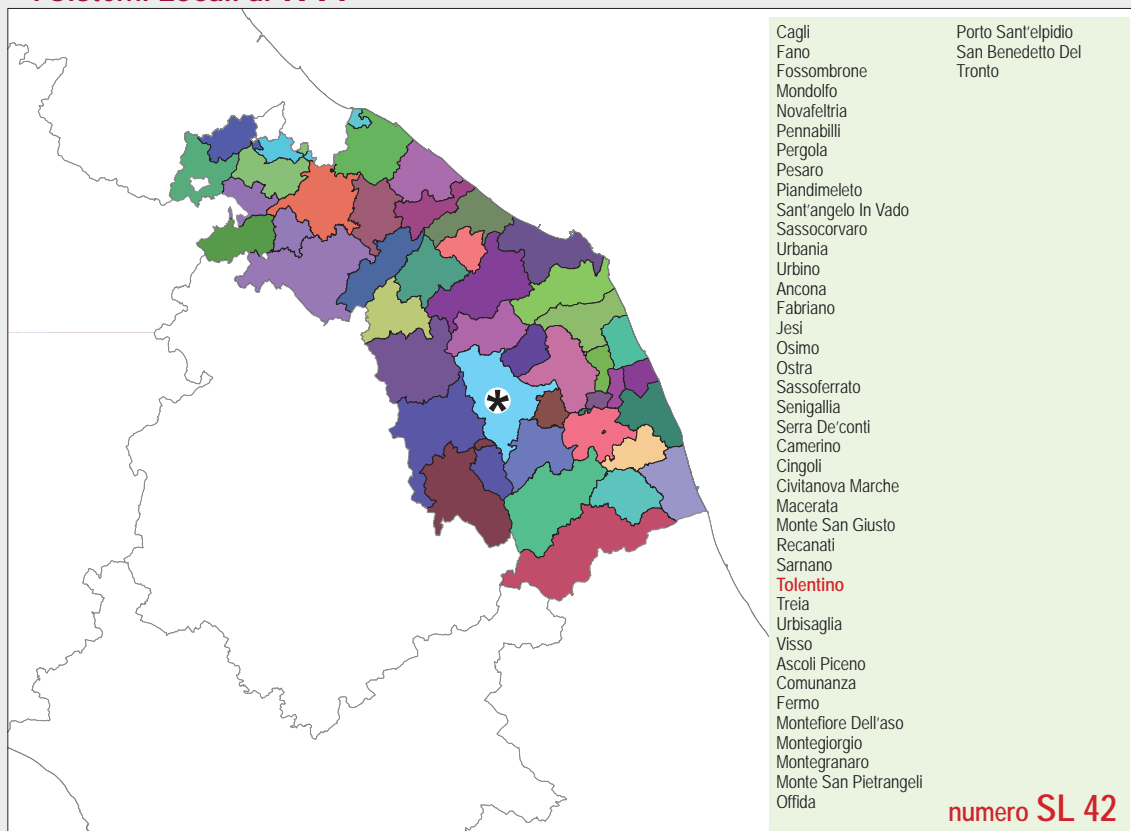 Cagli
Fano
Fossombrone
Mondolfo
Novafeltria
Pennabilli
Pergola
Pesaro
Piandimeleto
Sant'angelo In Vado
Sassocorvaro
Urbania
Urbino
Ancona
Fabriano
Jesi
Osimo
Ostra
Sassoferrato
Senigallia
Serra De'conti
Camerino
Cingoli
Civitanova Marche
Macerata
Monte San Giusto
Recanati
Sarnano
Tolentino
Treia
Urbisaglia
Visso
Ascoli Piceno
Comunanza
Fermo
Montefiore Dell'aso
Montegiorgio
Montegranaro
Monte San Pietrangeli
Offida
Porto Sant'elpidio
San Benedetto Del
Tronto
*
numero SL 42